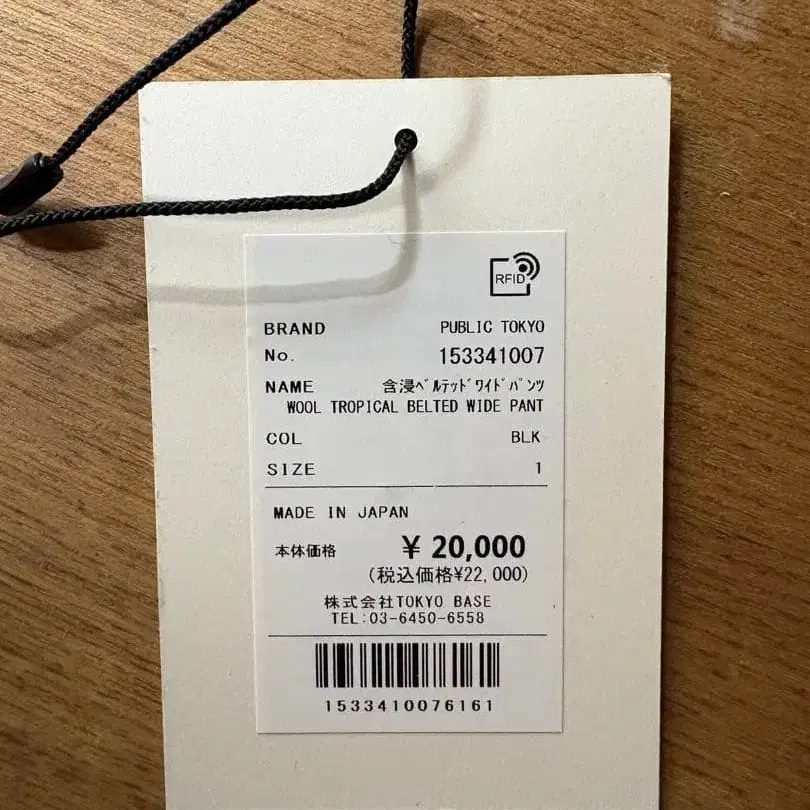 RFID
BRAND PUBLIC TOKYO
No. 153341007
NAME 含浸ﾍﾞﾙﾃｯﾄﾞﾜｲﾄﾞﾊﾟﾝﾂ
WOOL TROPICAL BELTED WIDE PANT
COL BLK
SIZE 1
MADE IN JAPAN
本体価格 ¥ 20,000
(税込価格¥22,000)
株式会社TOKYO BASE
TEL:03-6450-6558
1533410076161